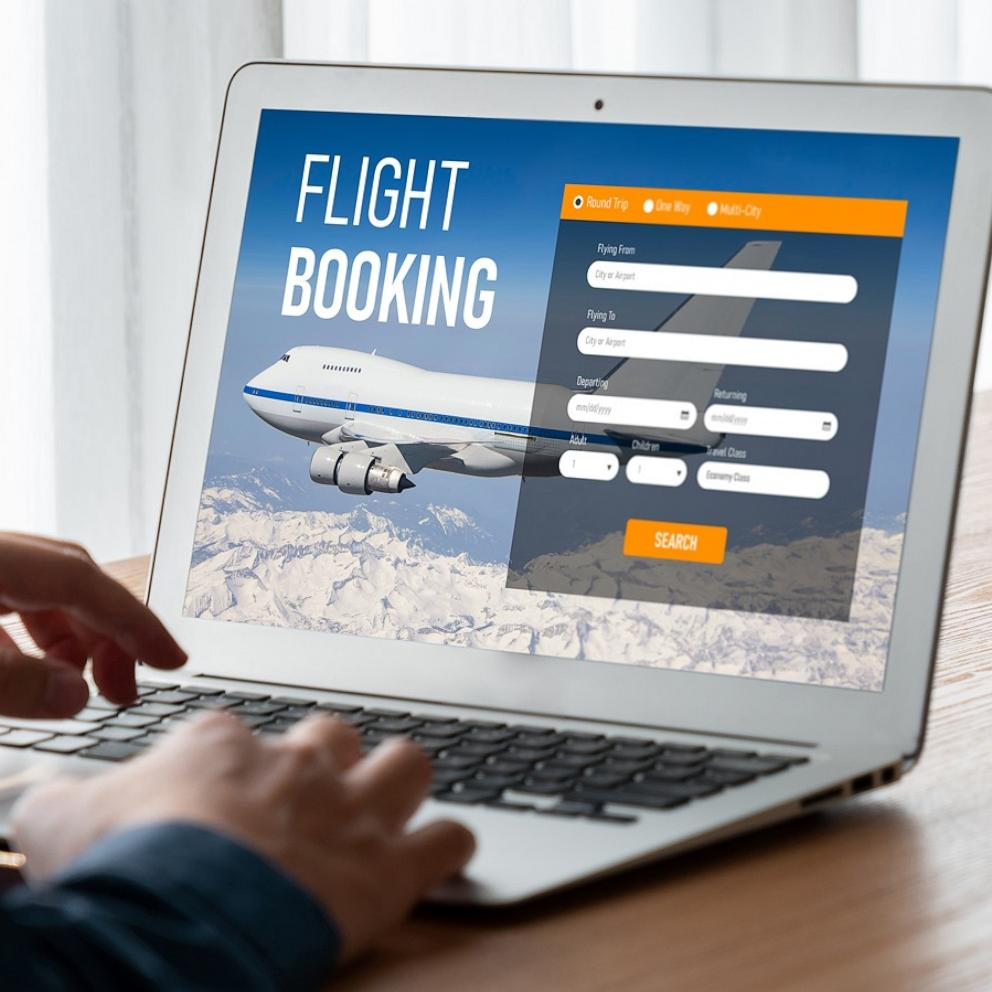 FLIGHT
BOOKING
Round Trip One Way Multi-City
Flying From
City or Airport
Flying To
City or Airport
Departing Returning
mm/dd/yyyy mm/dd/yyyy
Adult Children Travel Class
1 1 Economy Class
SEARCH